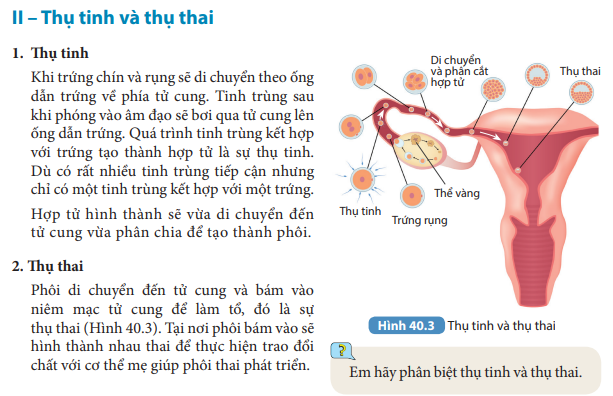 II – Thụ tinh và thụ thai
1. Thụ tinh
Khi trứng chín và rụng sẽ di chuyển theo ống
dẫn trứng về phía tử cung. Tinh trùng sau
khi phóng vào âm đạo sẽ bơi qua tử cung lên
ống dẫn trứng. Quá trình tinh trùng kết hợp
với trứng tạo thành hợp tử là sự thụ tinh.
Dù có rất nhiều tinh trùng tiếp cận nhưng
chỉ có một tinh trùng kết hợp với một trứng.
Hợp tử hình thành sẽ vừa di chuyển đến
tử cung vừa phân chia để tạo thành phôi.
2. Thụ thai
Phôi di chuyển đến tử cung và bám vào
niêm mạc tử cung để làm tổ, đó là sự
thụ thai (Hình 40.3). Tại nơi phôi bám vào sẽ
hình thành nhau thai để thực hiện trao đổi
chất với cơ thể mẹ giúp phôi thai phát triển.
Di chuyển
và phân cắt
hợp tử
Thụ thai
Thể vàng
Thụ tinh
Trứng rụng
Hình 40.3 Thụ tinh và thụ thai
?
Em hãy phân biệt thụ tinh và thụ thai.